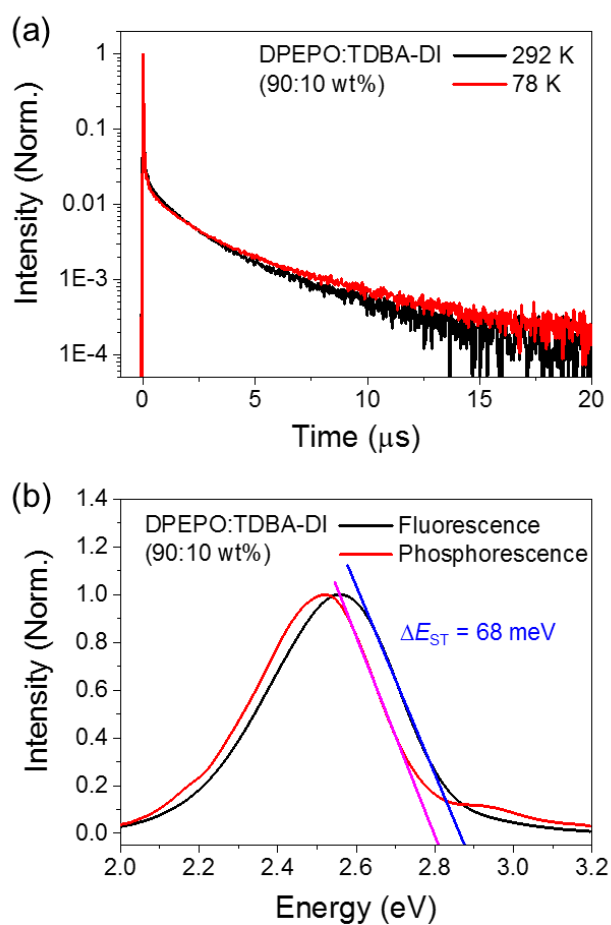 (a)
DPEPO:TDBA-DI
(90:10 wt%)
292 K
78 K
Intensity (Norm.)
1
0.1
0.01
1E-3
1E-4
0
5
10
15
20
Time (μs)
(b)
DPEPO:TDBA-DI
(90:10 wt%)
Fluorescence
Phosphorescence
ΔE_ST = 68 meV
Intensity (Norm.)
1.4
1.2
1.0
0.8
0.6
0.4
0.2
0.0
2.0
2.2
2.4
2.6
2.8
3.0
3.2
Energy (eV)